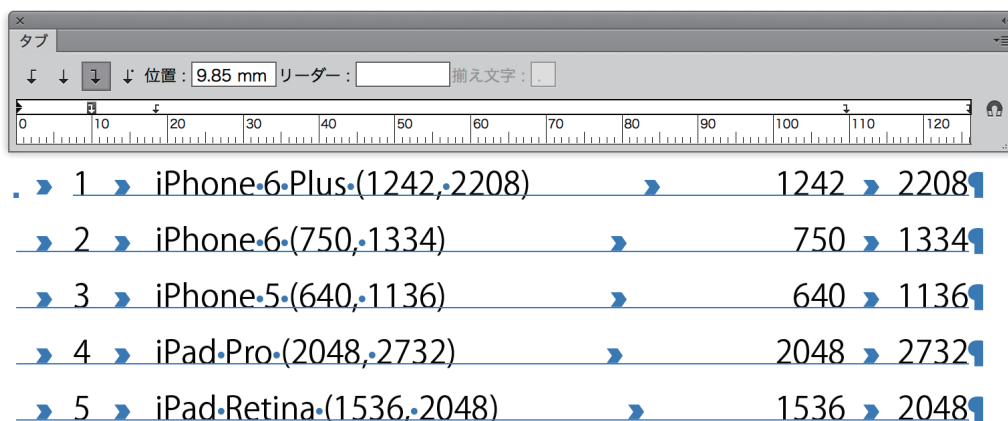 タブ
位置 : 9.85 mm リーダー : 揃え文字 : .
0 10 20 30 40 50 60 70 80 90 100 110 120
1 iPhone 6 Plus (1242, 2208) 1242 2208
2 iPhone 6 (750, 1334) 750 1334
3 iPhone 5 (640, 1136) 640 1136
4 iPad Pro (2048, 2732) 2048 2732
5 iPad Retina (1536, 2048) 1536 2048